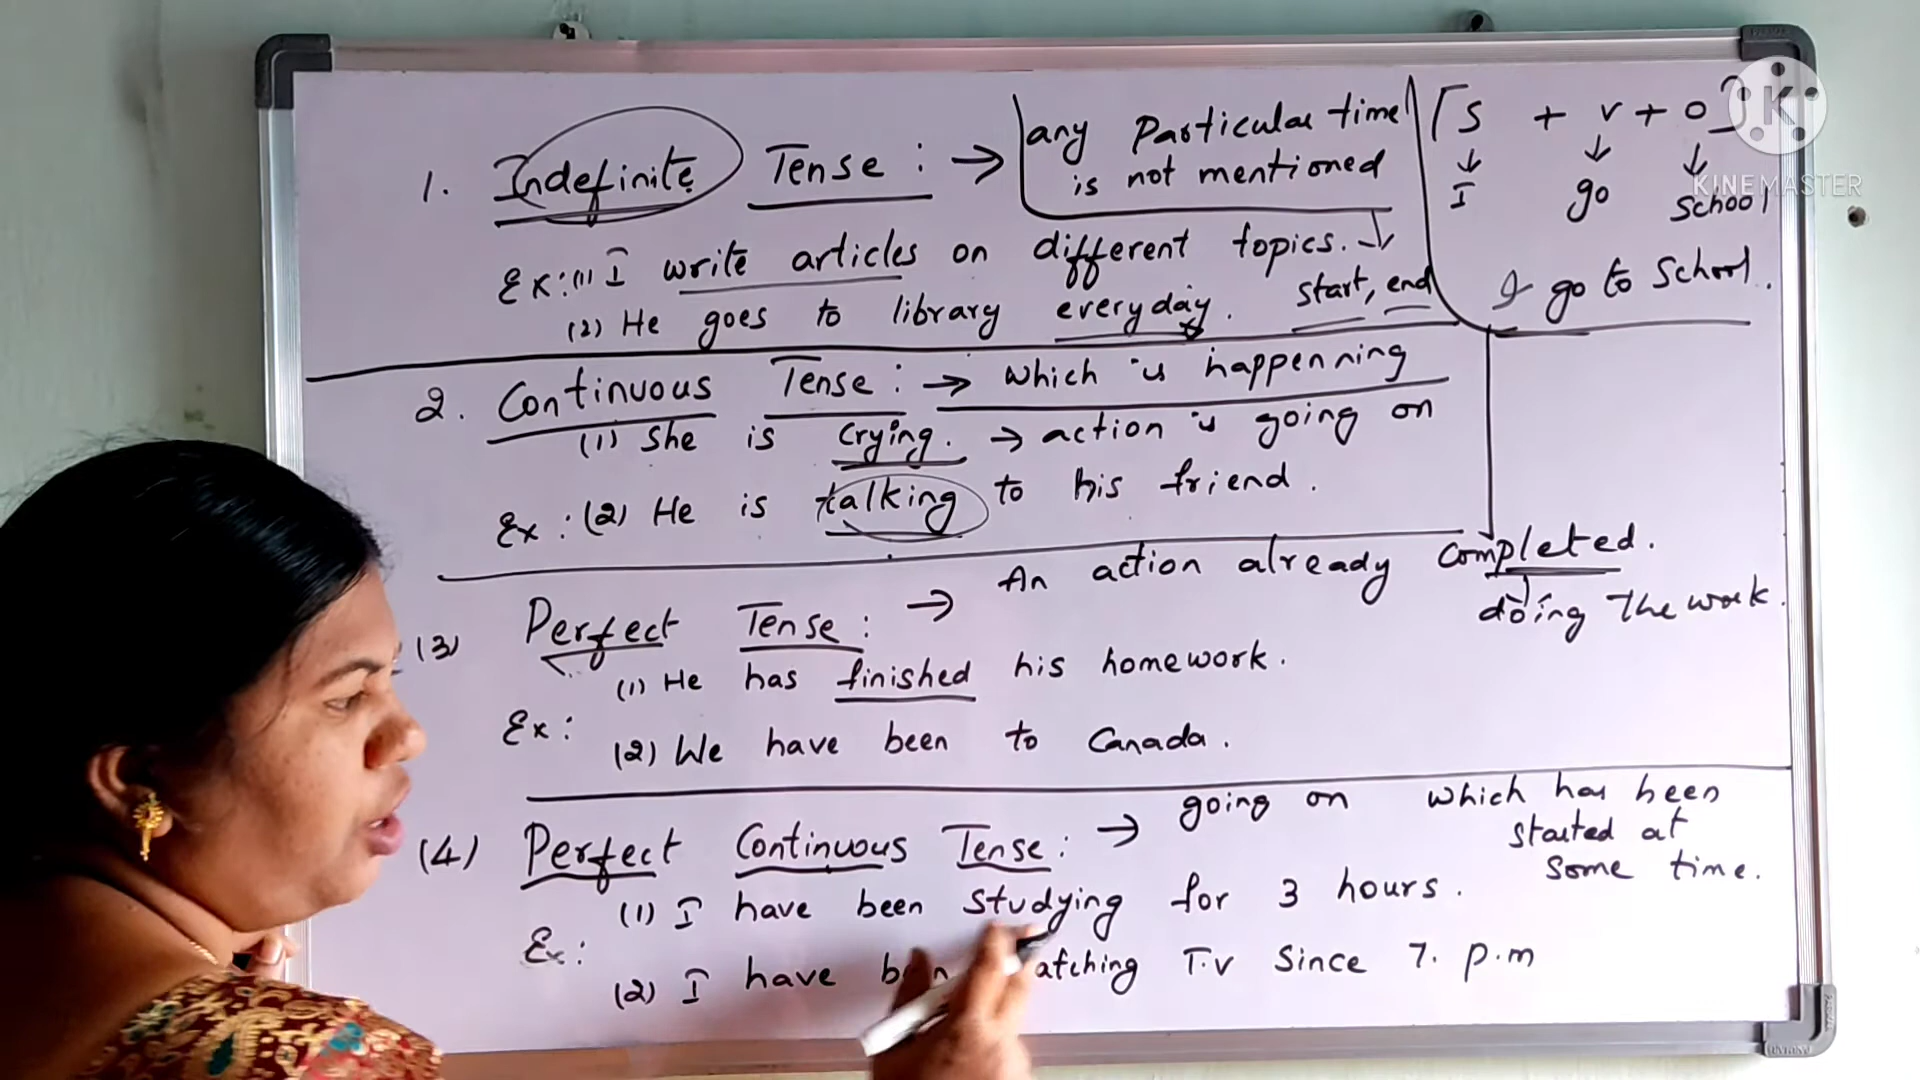 1. Indefinite Tense : → any Particular time is not mentioned
Ex : (1) I write articles on different topics.
(2) He goes to library everyday. start, end
[S + V + O]
I go School
I go to School.
2. Continuous Tense : → which is happenning
(1) She is crying. → action is going on
Ex : (2) He is talking to his friend.
(3) Perfect Tense : → An action already completed.
doing the work.
(1) He has finished his homework.
Ex :
(2) We have been to Canada.
(4) Perfect Continuous Tense : → going on which has been
started at
some time.
(1) I have been studying for 3 hours.
Ex :
(2) I have atching T.V Since 7. p.m
K
KINEMASTER